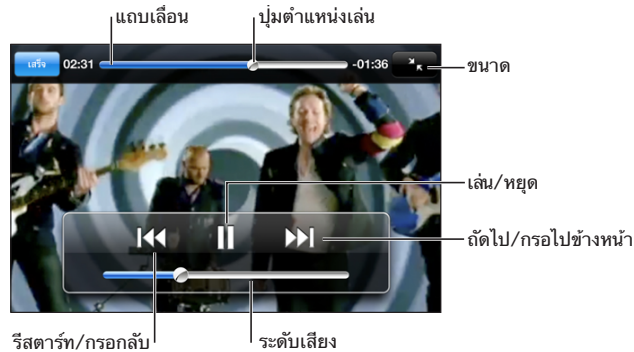 แถบเลื่อน
ปุ่มตำแหน่งเล่น
เสร็จ 02:31 -01:36
ขนาด
เล่น/หยุด
ถัดไป/กรอไปข้างหน้า
รีสตาร์ท/กรอกลับ
ระดับเสียง